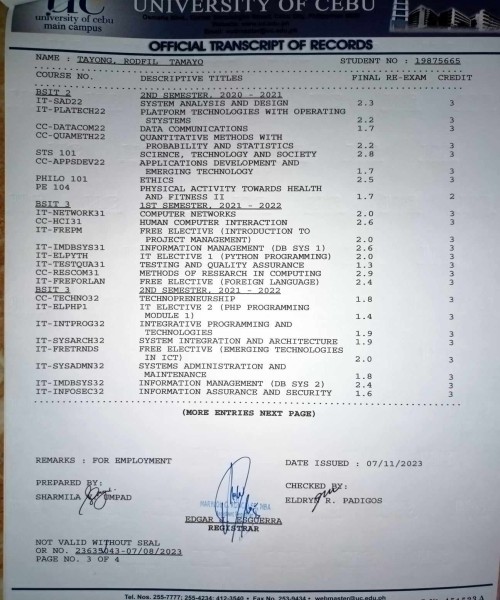 UC
university of cebu
main campus
UNIVERSITY OF CEBU
OFFICIAL TRANSCRIPT OF RECORDS
NAME : TAYONG, RODFIL TAMAYO STUDENT NO : 19875665
COURSE NO. DESCRIPTIVE TITLES FINAL RE-EXAM CREDIT
BSIT 2 2ND SEMESTER, 2020 - 2021
IT-SAD22 SYSTEM ANALYSIS AND DESIGN 2.3 3
IT-PLATECH22 PLATFORM TECHNOLOGIES WITH OPERATING
STYSTEMS 2.2 3
CC-DATACOM22 DATA COMMUNICATIONS 1.7 3
CC-QUAMETH22 QUANTITATIVE METHODS WITH
PROBABILITY AND STATISTICS 2.2 3
STS 101 SCIENCE, TECHNOLOGY AND SOCIETY 2.8 3
CC-APPSDEV22 APPLICATIONS DEVELOPMENT AND
EMERGING TECHNOLOGY 1.7 3
PHILO 101 ETHICS 2.5 3
PE 104 PHYSICAL ACTIVITY TOWARDS HEALTH
AND FITNESS II 1.7 2
BSIT 3 1ST SEMESTER, 2021 - 2022
IT-NETWORK31 COMPUTER NETWORKS 2.0 3
CC-HCI31 HUMAN COMPUTER INTERACTION 2.6 3
IT-FREPM FREE ELECTIVE (INTRODUCTION TO
PROJECT MANAGEMENT) 2.0 3
IT-IMDBSYS31 INFORMATION MANAGEMENT (DB SYS 1) 2.6 3
IT-ELPYTH IT ELECTIVE 1 (PYTHON PROGRAMMING) 2.0 3
IT-TESTQUA31 TESTING AND QUALITY ASSURANCE 1.3 3
CC-RESCOM31 METHODS OF RESEARCH IN COMPUTING 2.9 3
IT-FREFORLAN FREE ELECTIVE (FOREIGN LANGUAGE) 2.4 3
BSIT 3 2ND SEMESTER, 2021 - 2022
CC-TECHNO32 TECHNOPRENEURSHIP 1.8 3
IT-ELPHP1 IT ELECTIVE 2 (PHP PROGRAMMING
MODULE 1) 1.4 3
IT-INTPROG32 INTEGRATIVE PROGRAMMING AND
TECHNOLOGIES 1.9 3
IT-SYSARCH32 SYSTEM INTEGRATION AND ARCHITECTURE 1.9 3
IT-FRETRNDS FREE ELECTIVE (EMERGING TECHNOLOGIES
IN ICT) 2.0 3
IT-SYSADMN32 SYSTEMS ADMINISTRATION AND
MAINTENANCE 1.8 3
IT-IMDBSYS32 INFORMATION MANAGEMENT (DB SYS 2) 2.4 3
IT-INFOSEC32 INFORMATION ASSURANCE AND SECURITY 1.6 3
(MORE ENTRIES NEXT PAGE)
REMARKS : FOR EMPLOYMENT DATE ISSUED : 07/11/2023
PREPARED BY: CHECKED BY:
SHARMILA UMPAD ELDRYN R. PADIGOS
EDGAR ESGUERRA
REGISTRAR
NOT VALID WITHOUT SEAL
OR NO. 23635043-07/08/2023
PAGE NO. 3 OF 4
Tel. Nos. 255-7777; 255-4234; 412-3540 • Fax No. 253-0434 • webmaster@uc.edu.ph